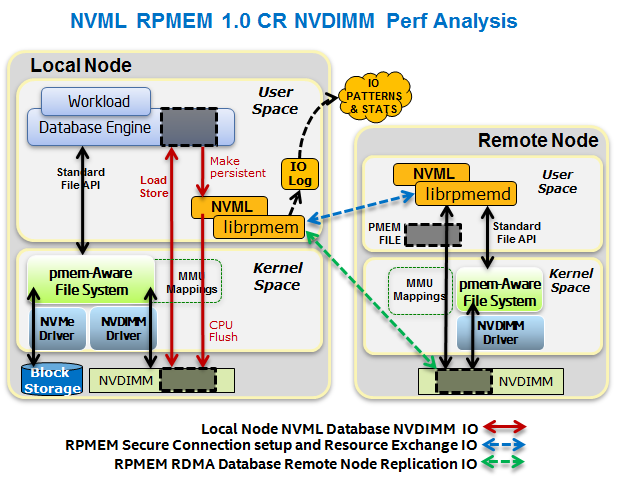 NVML RPMEM 1.0 CR NVDIMM Perf Analysis
Local Node
User
Space
Workload
Database Engine
IO
PATTERNS
& STATS
Standard
File API
Load
Store
Make
persistent
IO
Log
NVML
librpmem
Kernel
Space
pmem-Aware
File System
MMU
Mappings
NVMe
Driver
NVDIMM
Driver
CPU
Flush
Block
Storage
NVDIMM
Remote Node
User
Space
NVML
librpmemd
PMEM
FILE
Standard
File API
Kernel
Space
MMU
Mappings
pmem-Aware
File System
NVDIMM
Driver
NVDIMM
Local Node NVML Database NVDIMM IO
RPMEM Secure Connection setup and Resource Exchange IO
RPMEM RDMA Database Remote Node Replication IO